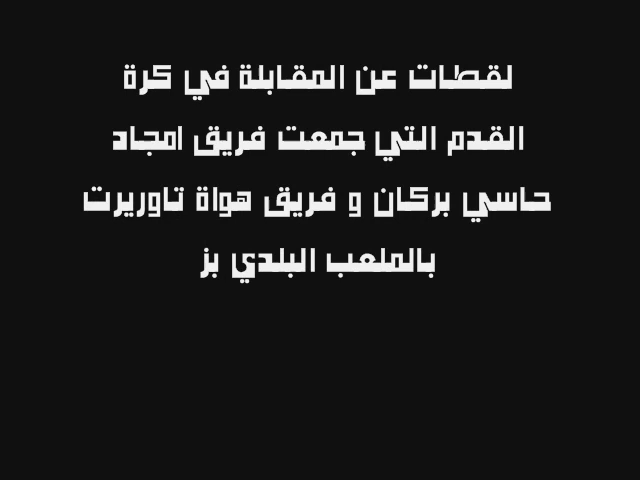 لقطات عن المقابلة في كرة
القدم التي جمعت فريق امجاد
حاسي بركان و فريق هواة تاوريرت
بالملعب البلدي بز